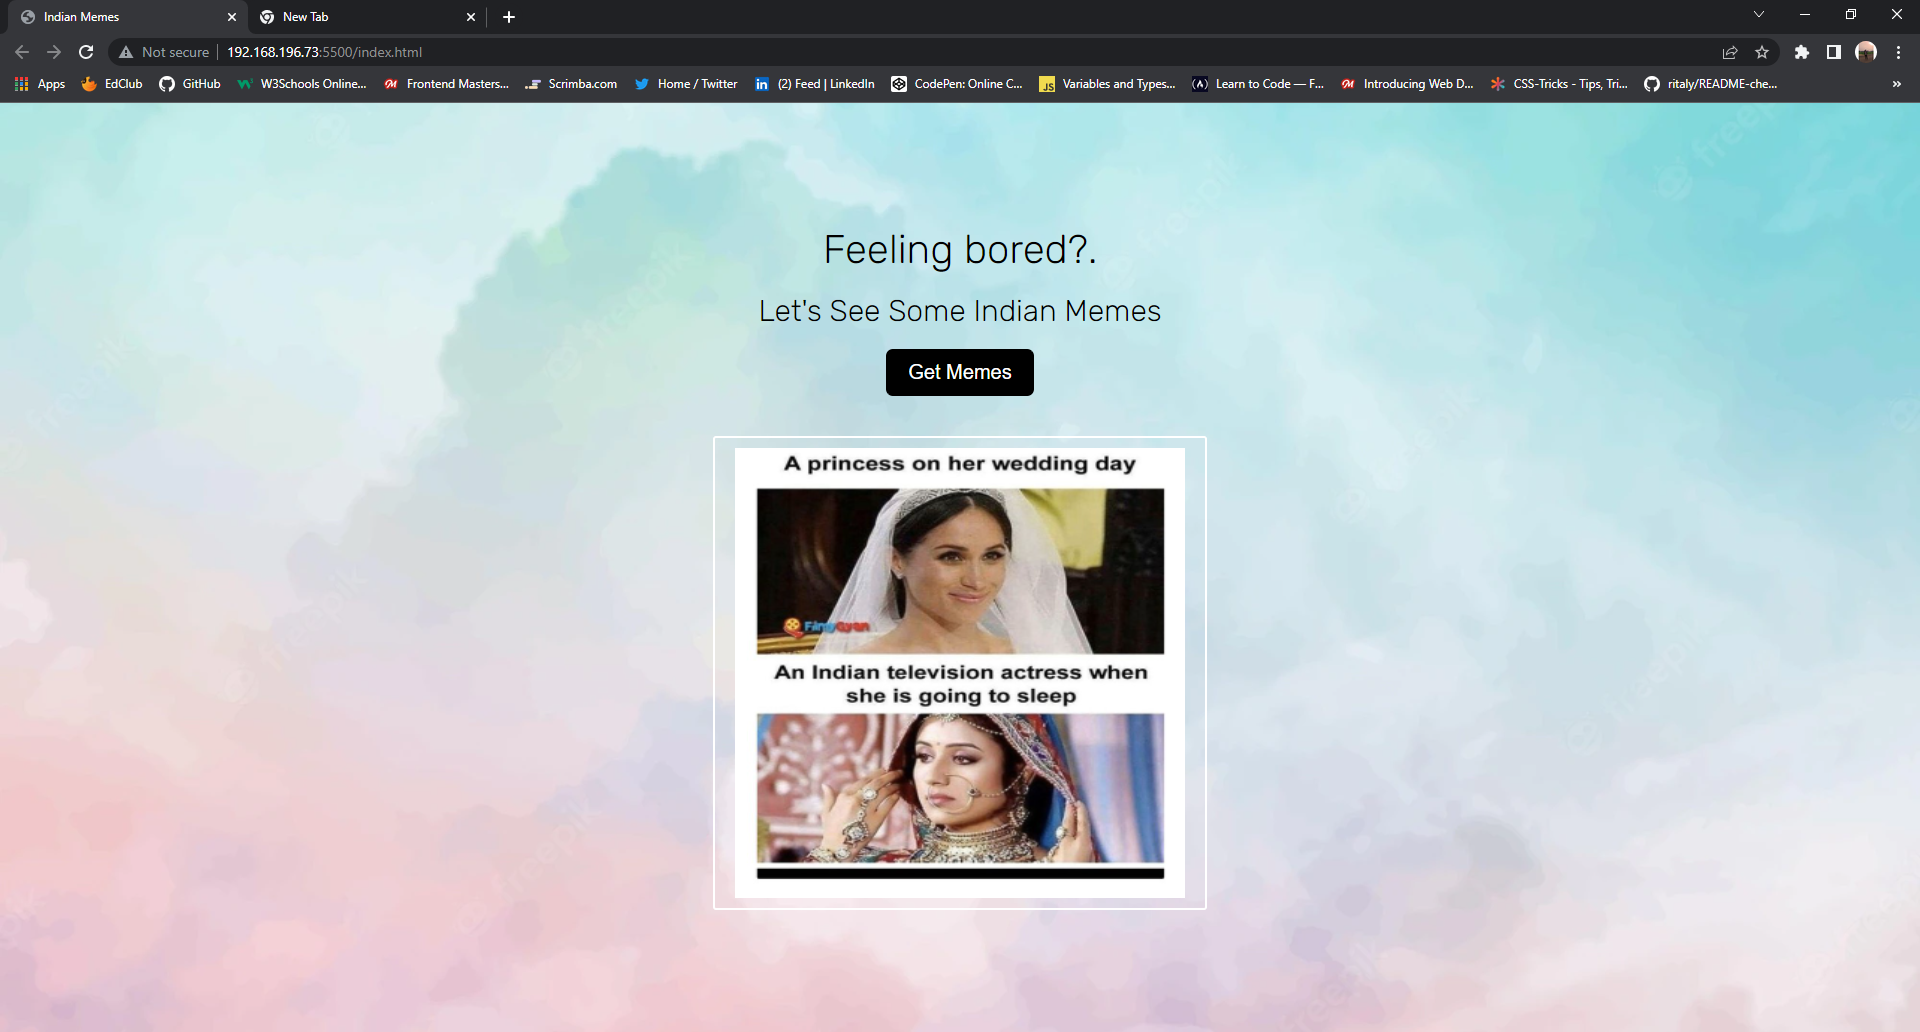 Indian Memes
New Tab
Not secure
192.168.196.73:5500/index.html
Apps
EdClub
GitHub
W3Schools Online...
Frontend Masters...
Scrimba.com
Home / Twitter
(2) Feed | LinkedIn
CodePen: Online C...
JS
Variables and Types...
Learn to Code — F...
Introducing Web D...
CSS-Tricks - Tips, Tri...
ritaly/README-che...
»
Feeling bored?.
Let's See Some Indian Memes
Get Memes
A princess on her wedding day
FilmyGyan
An Indian television actress when
she is going to sleep
freepik